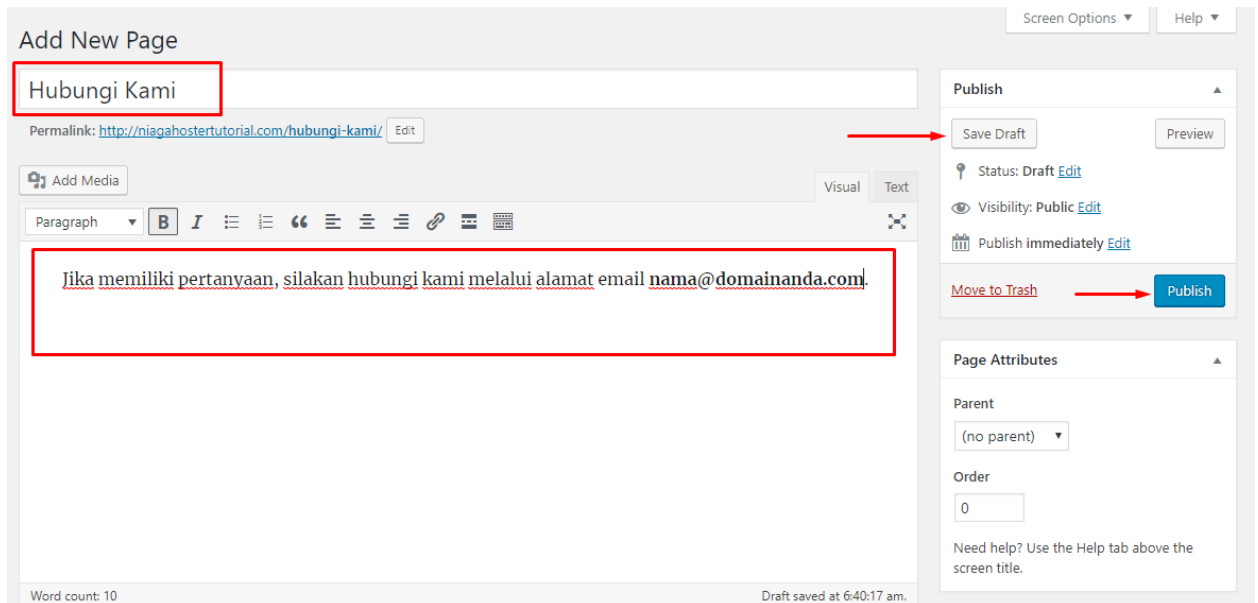 Screen Options ▼ Help ▼
Add New Page
Hubungi Kami
Permalink: http://niagahostertutorial.com/hubungi-kami/ Edit
Add Media
Visual Text
Paragraph ▼ B I
Jika memiliki pertanyaan, silakan hubungi kami melalui alamat email nama@domainanda.com.
Word count: 10 Draft saved at 6:40:17 am.
Publish
Save Draft Preview
Status: Draft Edit
Visibility: Public Edit
Publish immediately Edit
Move to Trash Publish
Page Attributes
Parent
(no parent) ▼
Order
0
Need help? Use the Help tab above the
screen title.